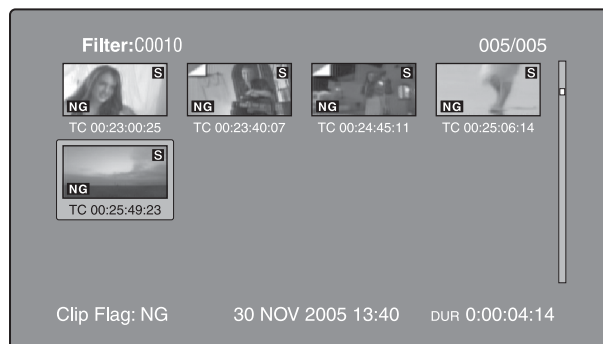 Filter:C0010 005/005
S S S S
NG NG NG NG
TC 00:23:00:25 TC 00:23:40:07 TC 00:24:45:11 TC 00:25:06:14
S
NG
TC 00:25:49:23
Clip Flag: NG 30 NOV 2005 13:40 DUR 0:00:04:14